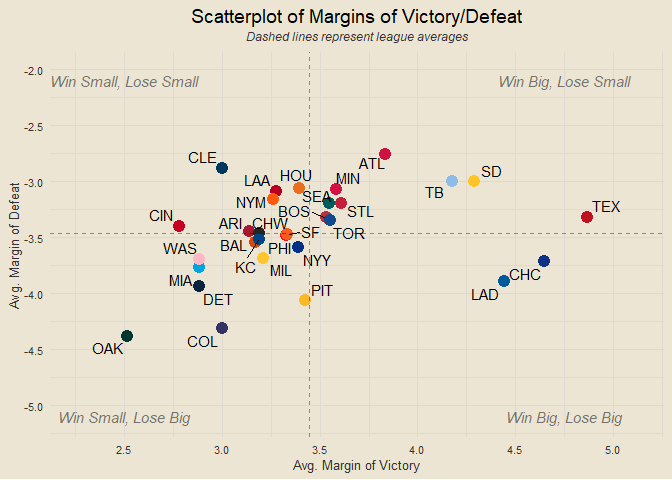 Scatterplot of Margins of Victory/Defeat
Dashed lines represent league averages
-2.0
Win Small, Lose Small
Win Big, Lose Small
-2.5
CLE
ATL
-3.0
LAA
HOU
MIN
TB
SD
NYM
SEA
CIN
BOS
STL
TEX
-3.5
ARI
CHW
SF
TOR
WAS
BAL
PHI
NYY
KC
MIL
CHC
MIA
-4.0
DET
PIT
LAD
OAK
COL
-4.5
-5.0
Win Small, Lose Big
Win Big, Lose Big
Avg. Margin of Defeat
2.5
3.0
3.5
4.0
4.5
5.0
Avg. Margin of Victory